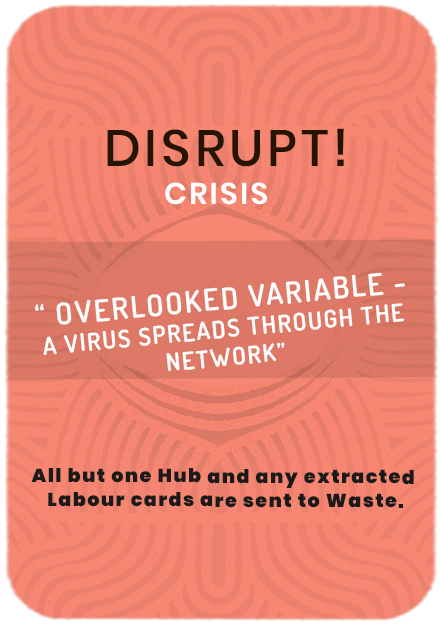 DISRUPT!
CRISIS
“ OVERLOOKED VARIABLE -
A VIRUS SPREADS THROUGH THE
NETWORK”
All but one Hub and any extracted
Labour cards are sent to Waste.